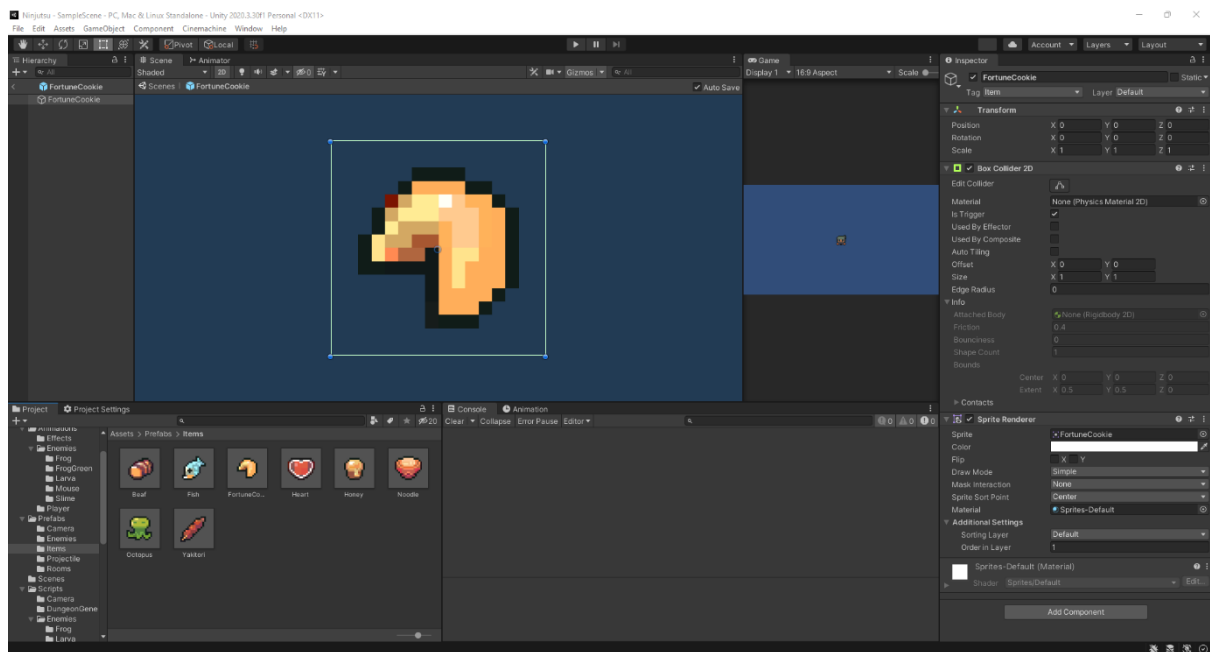 Ninjutsu - SampleScene - PC, Mac & Linux Standalone - Unity 2020.3.30f1 Personal <DX11>
File Edit Assets GameObject Component Cinemachine Window Help
Pivot Local
Account Layers Layout
Hierarchy
All
FortuneCookie
FortuneCookie
Scene Animator
Shaded 2D 0 Gizmos All
Scenes FortuneCookie Auto Save
Game
Display 1 16:9 Aspect Scale
Inspector
FortuneCookie Static
Tag Item Layer Default
Transform
Position X 0 Y 0 Z 0
Rotation X 0 Y 0 Z 0
Scale X 1 Y 1 Z 1
Box Collider 2D
Edit Collider
Material None (Physics Material 2D)
Is Trigger
Used By Effector
Used By Composite
Auto Tiling
Offset X 0 Y 0
Size X 1 Y 1
Edge Radius 0
Info
Attached Body None (Rigidbody 2D)
Friction 0.4
Bounciness 0
Shape Count 1
Bounds
Center X 0 Y 0 Z 0
Extent X 0.5 Y 0.5 Z 0
Contacts
Sprite Renderer
Sprite FortuneCookie
Color
Flip X Y
Draw Mode Simple
Mask Interaction None
Sprite Sort Point Center
Material Sprites-Default
Additional Settings
Sorting Layer Default
Order in Layer 1
Sprites-Default (Material)
Shader Sprites/Default Edit...
Add Component
Project Project Settings
20
Animations
Effects
Enemies
Frog
FrogGreen
Larva
Mouse
Slime
Player
Prefabs
Camera
Enemies
Items
Projectile
Rooms
Scenes
Scripts
Camera
DungeonGene
Enemies
Frog
Larva
Assets > Prefabs > Items
Beaf Fish FortuneCo... Heart Honey Noodle
Octopus Yakitori
Console Animation
Clear Collapse Error Pause Editor 0 0 0